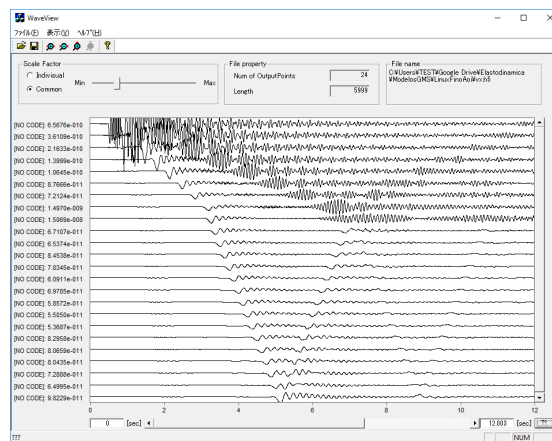 WaveView
ファイル(F) 表示(V) ヘルプ(H)
Scale Factor
Indivisual
Common
Min
Max
File property
Num of OutputPoints 24
Length 5999
File name
C:¥Users¥TEST¥Google Drive¥Elastodinamica
¥ModelosGMS¥LinuxFinoAoi¥vx.h5
[NO CODE]: 6.5676e-010
[NO CODE]: 3.6109e-010
[NO CODE]: 2.1633e-010
[NO CODE]: 1.3999e-010
[NO CODE]: 1.0645e-010
[NO CODE]: 8.7666e-011
[NO CODE]: 7.2124e-011
[NO CODE]: 1.4970e-009
[NO CODE]: 1.5069e-008
[NO CODE]: 6.7107e-011
[NO CODE]: 6.5374e-011
[NO CODE]: 8.4538e-011
[NO CODE]: 7.8345e-011
[NO CODE]: 6.0911e-011
[NO CODE]: 6.9765e-011
[NO CODE]: 5.8572e-011
[NO CODE]: 5.5050e-011
[NO CODE]: 5.3687e-011
[NO CODE]: 8.2958e-011
[NO CODE]: 8.0659e-011
[NO CODE]: 8.0435e-011
[NO CODE]: 7.2886e-011
[NO CODE]: 6.4995e-011
[NO CODE]: 9.8229e-011
0 2 4 6 8 10 12
0 [sec] 12.000 [sec] ??
??? NUM